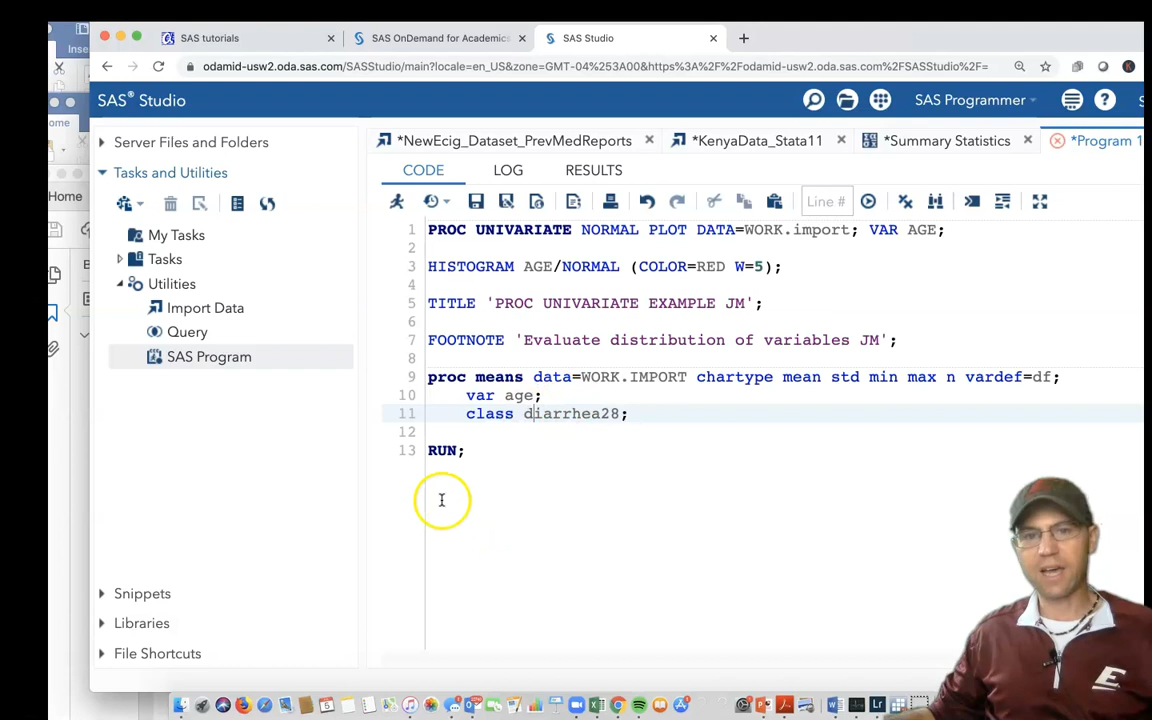 Inse
ome
Home
SAS tutorials
SAS OnDemand for Academics
SAS Studio
odamid-usw2.oda.sas.com/SASStudio/main?locale=en_US&zone=GMT-04%253A00&https%3A%2F%2Fodamid-usw2.oda.sas.com%2FSASStudio%2F=
SAS® Studio
SAS Programmer
Server Files and Folders
Tasks and Utilities
My Tasks
Tasks
Utilities
Import Data
Query
SAS Program
Snippets
Libraries
File Shortcuts
*NewEcig_Dataset_PrevMedReports
*KenyaData_Stata11
*Summary Statistics
*Program 1
CODE LOG RESULTS
Line #
1 PROC UNIVARIATE NORMAL PLOT DATA=WORK.import; VAR AGE;
2
3 HISTOGRAM AGE/NORMAL (COLOR=RED W=5);
4
5 TITLE 'PROC UNIVARIATE EXAMPLE JM';
6
7 FOOTNOTE 'Evaluate distribution of variables JM';
8
9 proc means data=WORK.IMPORT chartype mean std min max n vardef=df;
10 var age;
11 class diarrhea28;
12
13 RUN;
E